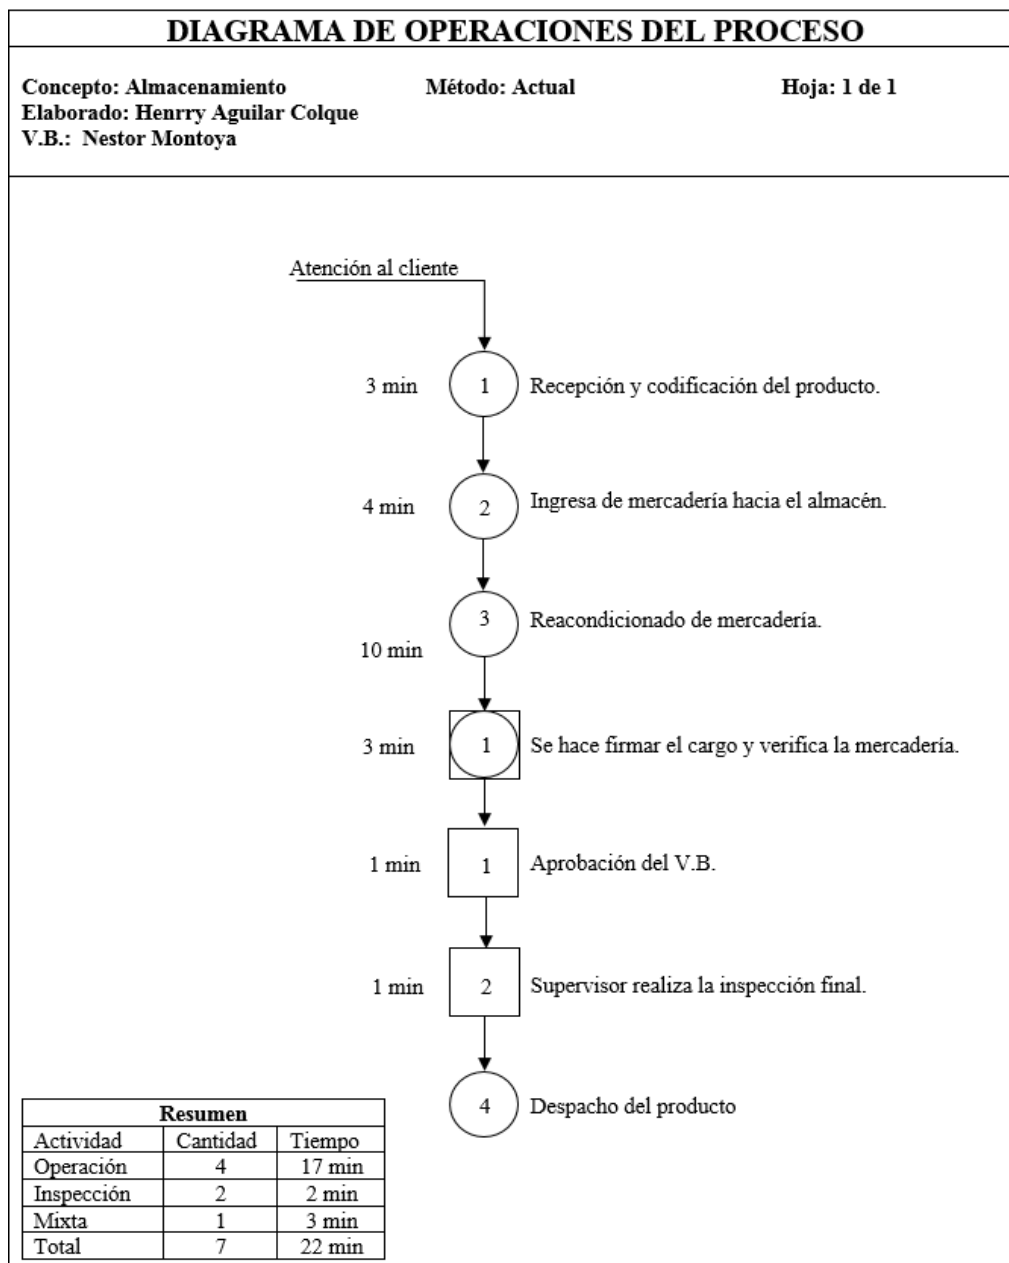 DIAGRAMA DE OPERACIONES DEL PROCESO
Concepto: Almacenamiento Método: Actual Hoja: 1 de 1
Elaborado: Henrry Aguilar Colque
V.B.: Nestor Montoya
Atención al cliente
3 min 1 Recepción y codificación del producto.
4 min 2 Ingresa de mercadería hacia el almacén.
3 Reacondicionado de mercadería.
10 min
3 min 1 Se hace firmar el cargo y verifica la mercadería.
1 min 1 Aprobación del V.B.
1 min 2 Supervisor realiza la inspección final.
4 Despacho del producto
Resumen
Actividad Cantidad Tiempo
Operación 4 17 min
Inspección 2 2 min
Mixta 1 3 min
Total 7 22 min